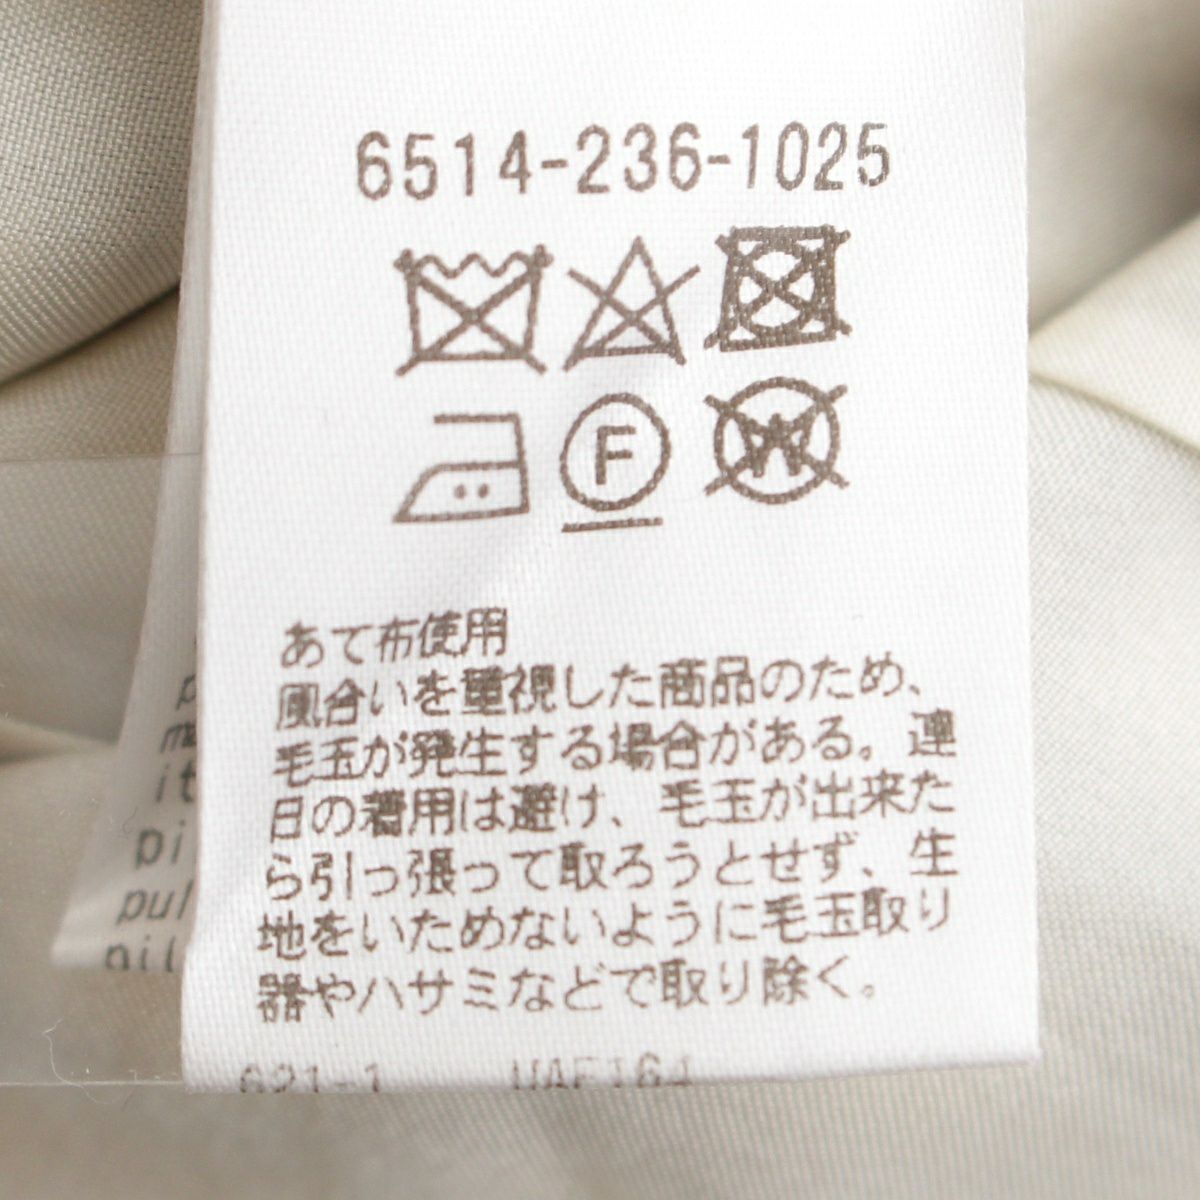 6514-236-1025
F
W
あて布使用
風合いを重視した商品のため、
毛玉が発生する場合がある。連
日の着用は避け、毛玉が出来た
ら引っ張って取ろうとせず、生
地をいためないように毛玉取り
器やハサミなどで取り除く。
it
pi
pul
pil